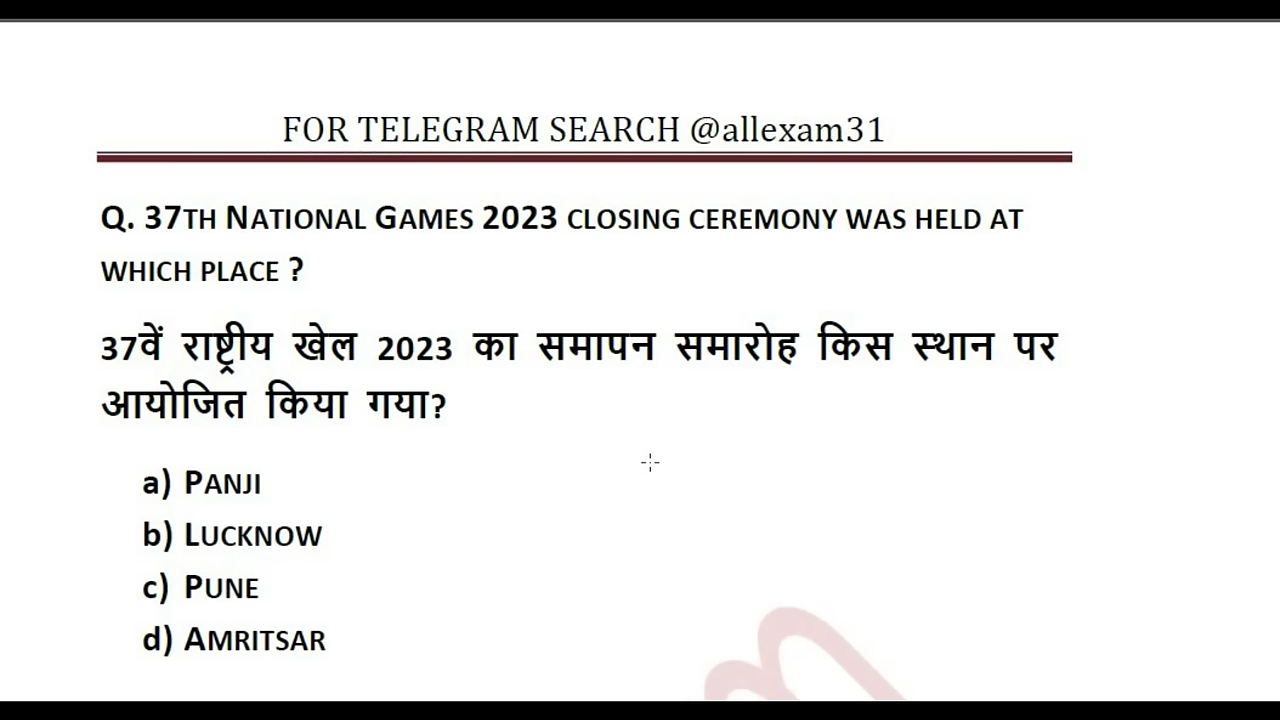 FOR TELEGRAM SEARCH @allexam31
Q. 37TH NATIONAL GAMES 2023 CLOSING CEREMONY WAS HELD AT
WHICH PLACE ?
37वें राष्ट्रीय खेल 2023 का समापन समारोह किस स्थान पर
आयोजित किया गया?
a) PANJI
b) LUCKNOW
c) PUNE
d) AMRITSAR